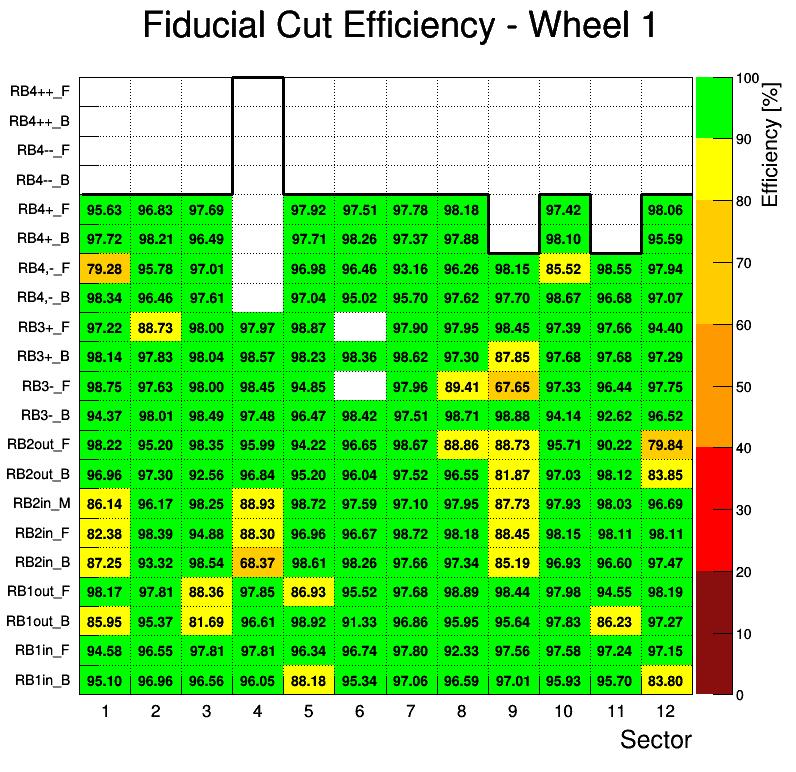 Fiducial Cut Efficiency - Wheel 1
RB4++_F
RB4++_B
RB4--_F
RB4--_B
RB4+_F 95.63 96.83 97.69 97.92 97.51 97.78 98.18 97.42 98.06
RB4+_B 97.72 98.21 96.49 97.71 98.26 97.37 97.88 98.10 95.59
RB4,-_F 79.28 95.78 97.01 96.98 96.46 93.16 96.26 98.15 85.52 98.55 97.94
RB4,-_B 98.34 96.46 97.61 97.04 95.02 95.70 97.62 97.70 98.67 96.68 97.07
RB3+_F 97.22 88.73 98.00 97.97 98.87 97.90 97.95 98.45 97.39 97.66 94.40
RB3+_B 98.14 97.83 98.04 98.57 98.23 98.36 98.62 97.30 87.85 97.68 97.68 97.29
RB3-_F 98.75 97.63 98.00 98.45 94.85 97.96 89.41 67.65 97.33 96.44 97.75
RB3-_B 94.37 98.01 98.49 97.48 96.47 98.42 97.51 98.71 98.88 94.14 92.62 96.52
RB2out_F 98.22 95.20 98.35 95.99 94.22 96.65 98.67 88.86 88.73 95.71 90.22 79.84
RB2out_B 96.96 97.30 92.56 96.84 95.20 96.04 97.52 96.55 81.87 97.03 98.12 83.85
RB2in_M 86.14 96.17 98.25 88.93 98.72 97.59 97.10 97.95 87.73 97.93 98.03 96.69
RB2in_F 82.38 98.39 94.88 88.30 96.96 96.67 98.72 98.18 88.45 98.15 98.11 98.11
RB2in_B 87.25 93.32 98.54 68.37 98.61 98.26 97.66 97.34 85.19 96.93 96.60 97.47
RB1out_F 98.17 97.81 88.36 97.85 86.93 95.52 97.68 98.89 98.44 97.98 94.55 98.19
RB1out_B 85.95 95.37 81.69 96.61 98.92 91.33 96.86 95.95 95.64 97.83 86.23 97.27
RB1in_F 94.58 96.55 97.81 97.81 96.34 96.74 97.80 92.33 97.56 97.58 97.24 97.15
RB1in_B 95.10 96.96 96.56 96.05 88.18 95.34 97.06 96.59 97.01 95.93 95.70 83.80
1 2 3 4 5 6 7 8 9 10 11 12
Sector
100
90
80
70
60
50
40
30
20
10
0
Efficiency [%]